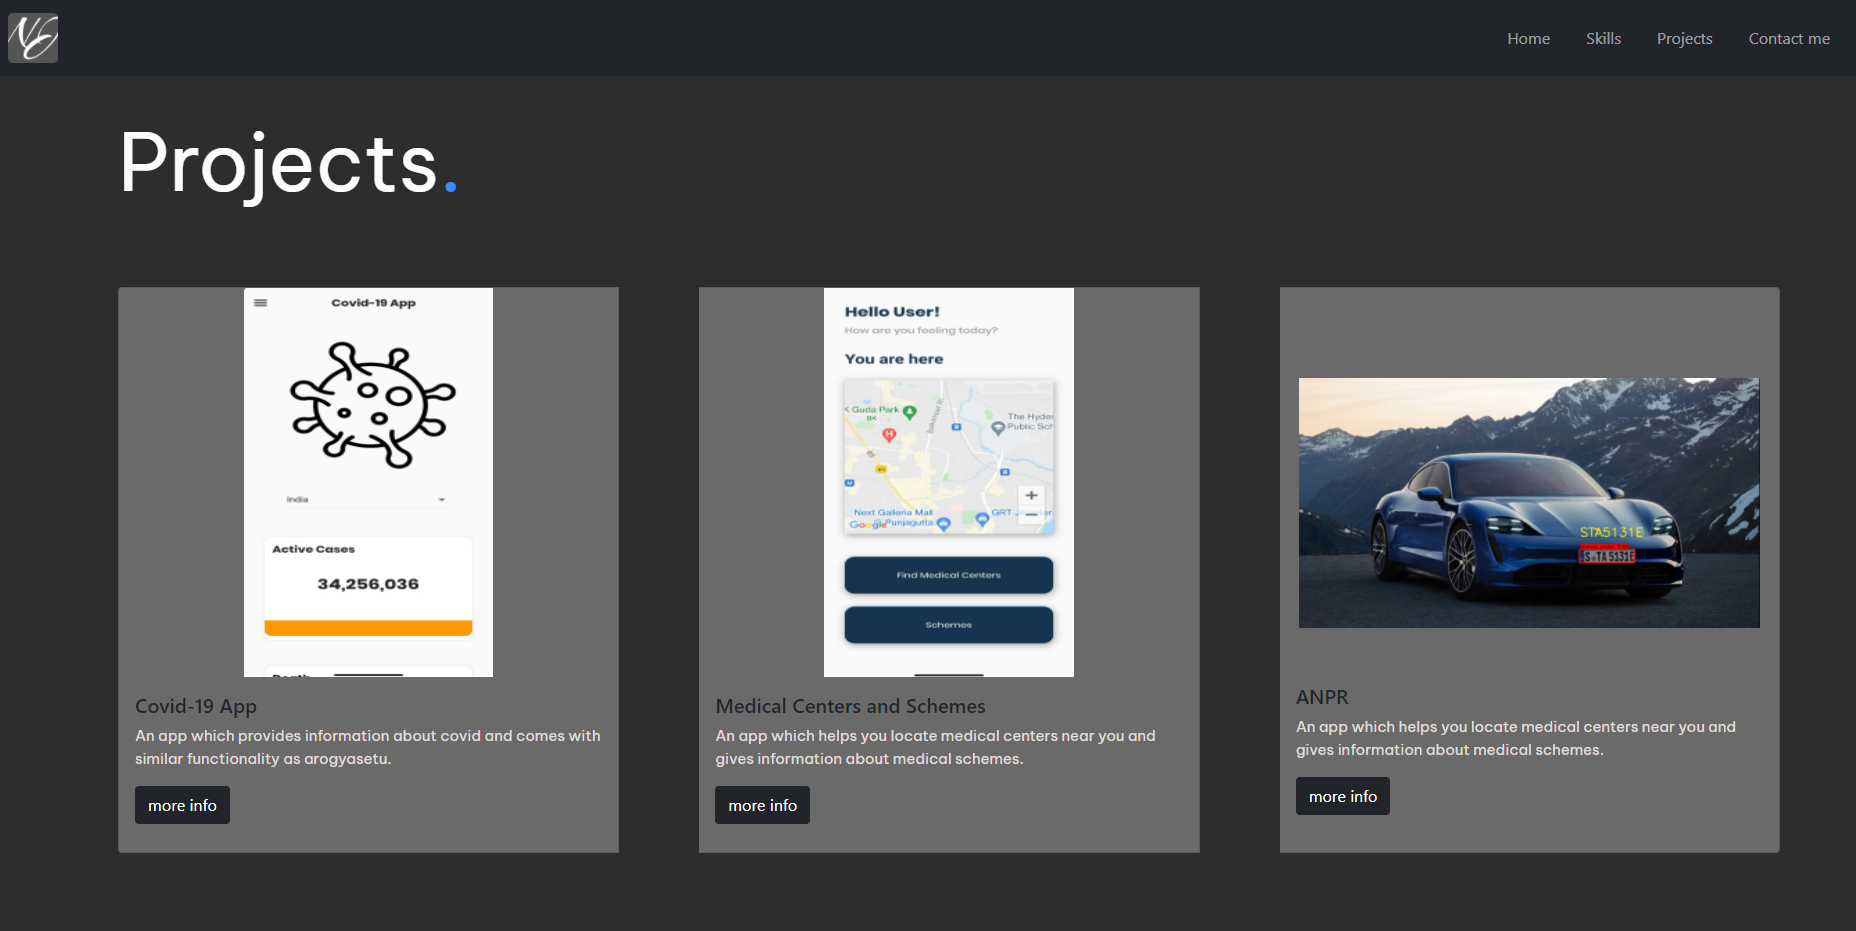 NE
Home Skills Projects Contact me
Projects.
Covid-19 App
India
Active Cases
34,256,036
Death
Covid-19 App
An app which provides information about covid and comes with
similar functionality as arogyasetu.
more info
Hello User!
How are you feeling today?
You are here
Guda Park
The Hyder
Public Sch
Next Galleria Mall
GRT
Google Punjagutta
+
−
Find Medical Centers
Schemes
Medical Centers and Schemes
An app which helps you locate medical centers near you and
gives information about medical schemes.
more info
STA5131E
S TA 5131E
ANPR
An app which helps you locate medical centers near you and
gives information about medical schemes.
more info